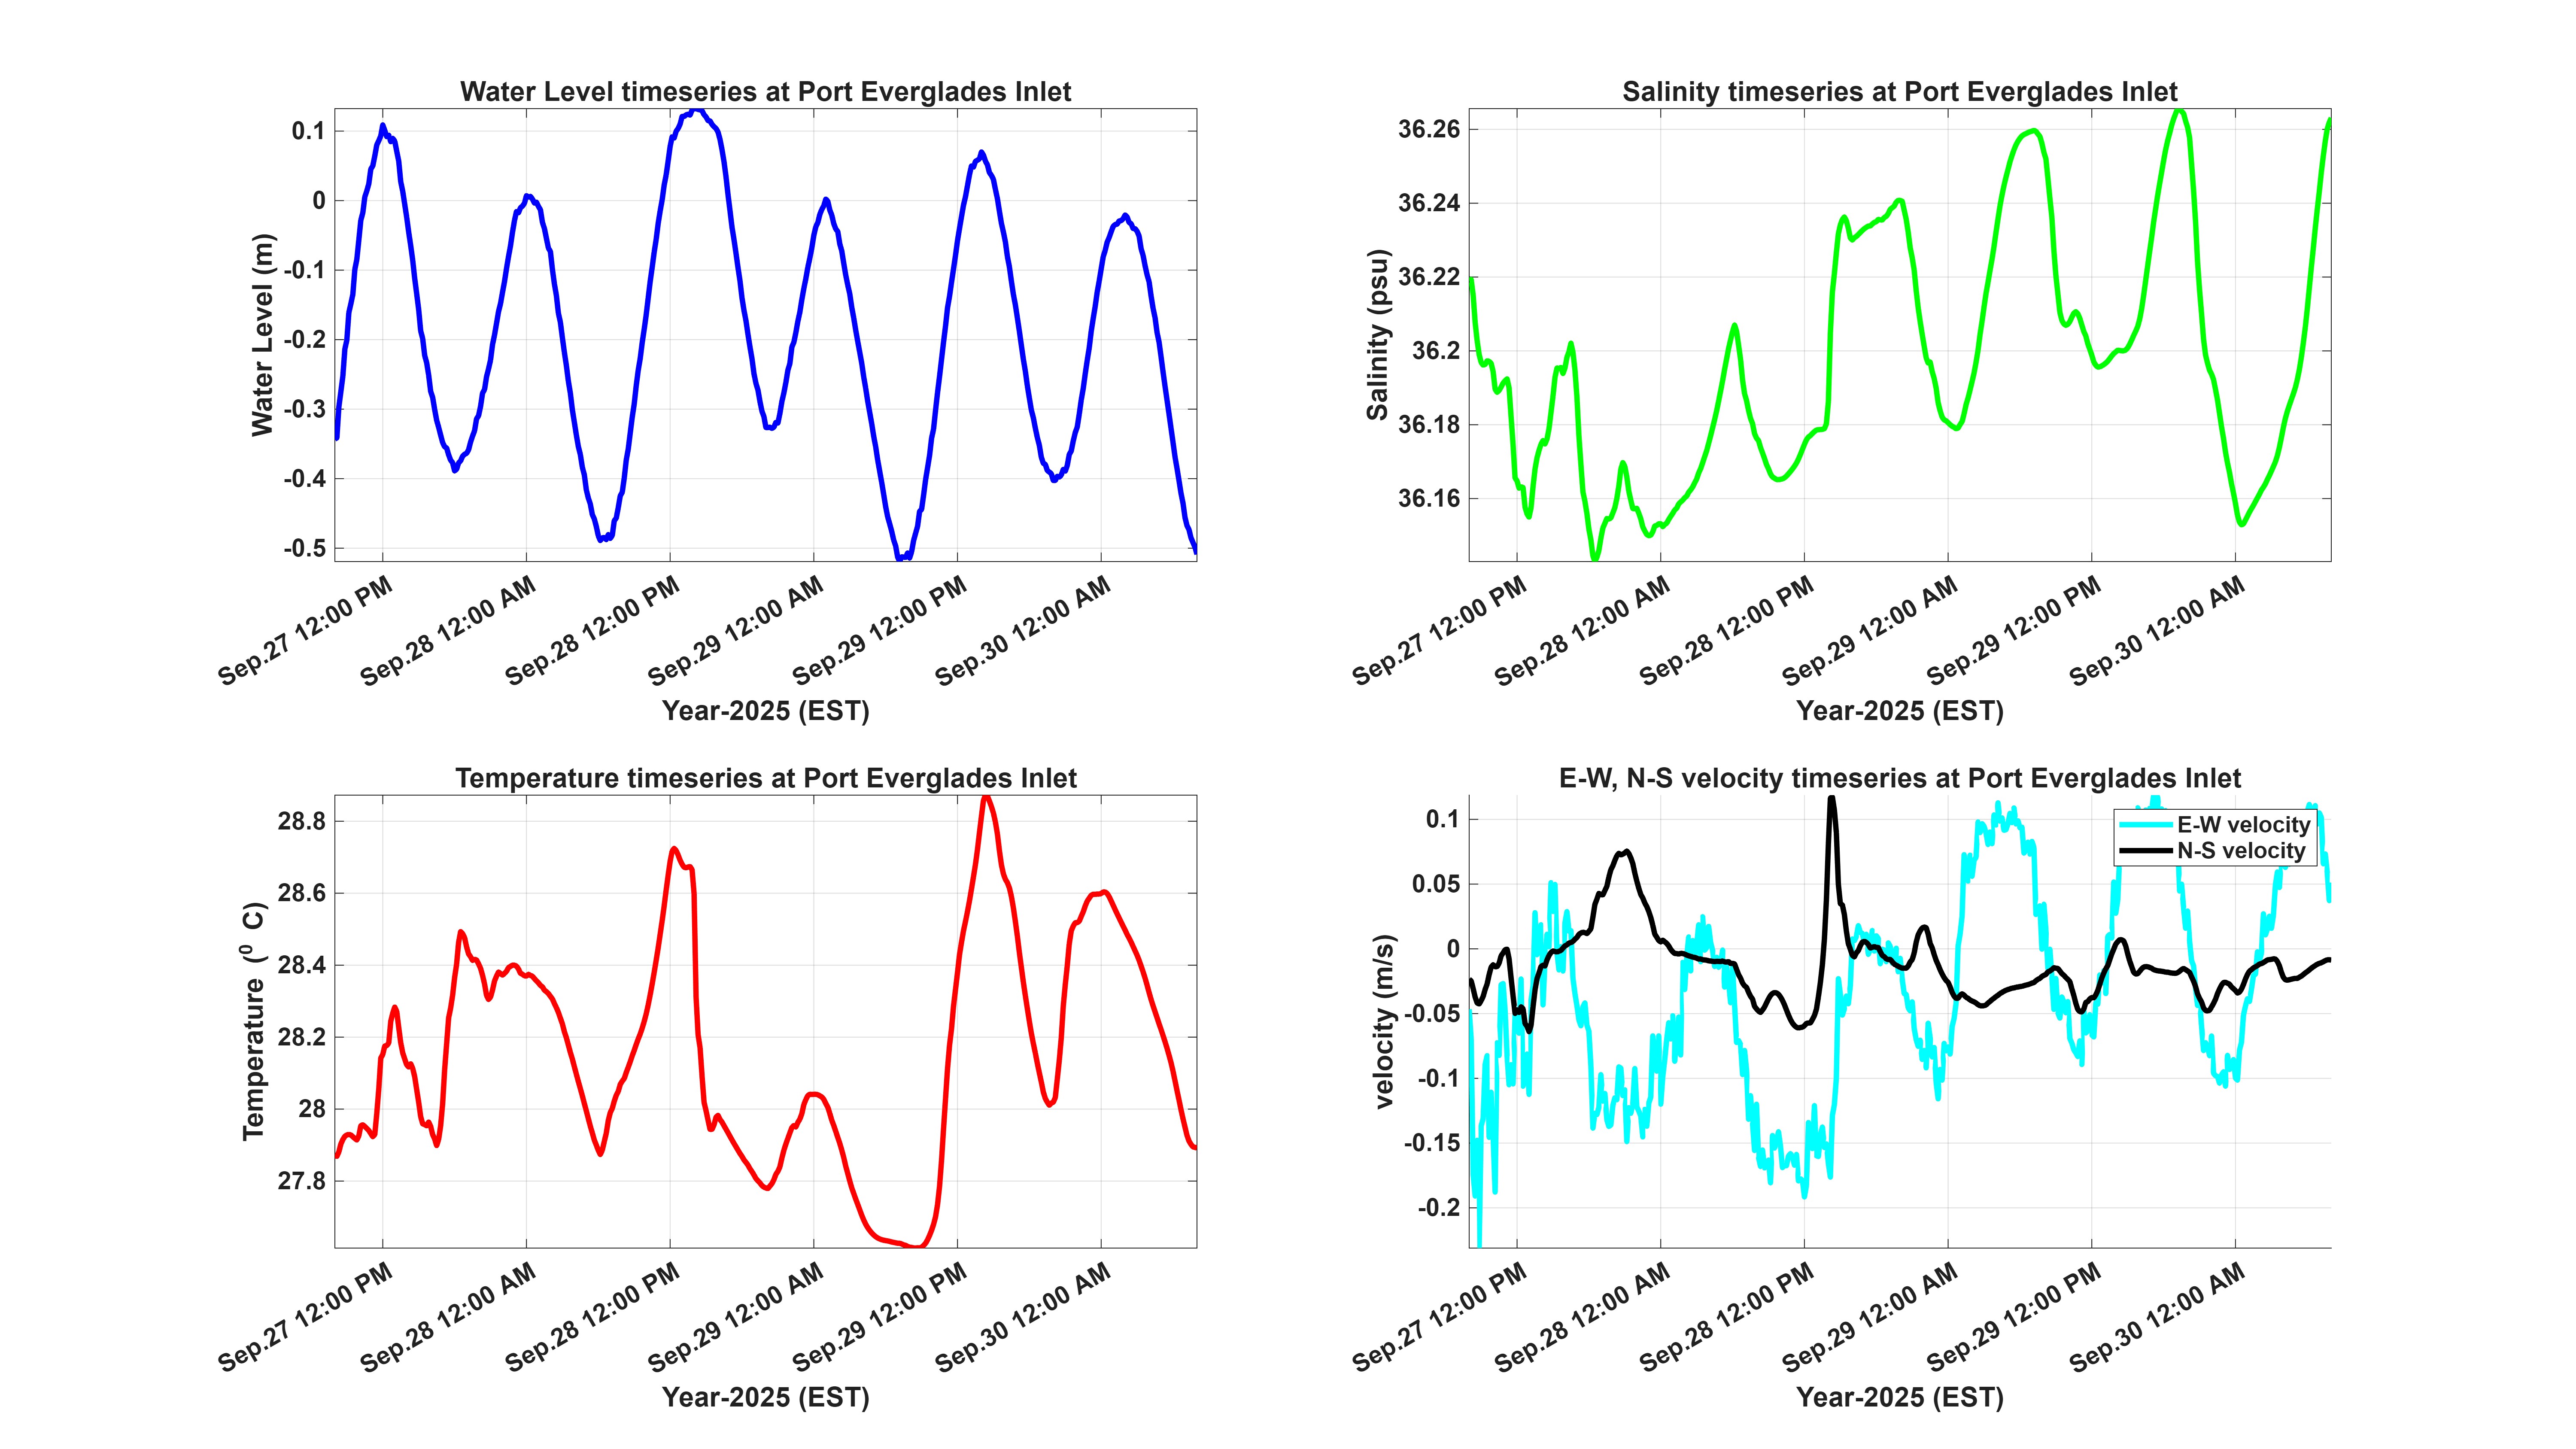 Water Level timeseries at Port Everglades Inlet
0.1
0
-0.1
-0.2
-0.3
-0.4
-0.5
Water Level (m)
Sep.27 12:00 PM
Sep.28 12:00 AM
Sep.28 12:00 PM
Sep.29 12:00 AM
Sep.29 12:00 PM
Sep.30 12:00 AM
Year-2025 (EST)
Salinity timeseries at Port Everglades Inlet
36.26
36.24
36.22
36.2
36.18
36.16
Salinity (psu)
Sep.27 12:00 PM
Sep.28 12:00 AM
Sep.28 12:00 PM
Sep.29 12:00 AM
Sep.29 12:00 PM
Sep.30 12:00 AM
Year-2025 (EST)
Temperature timeseries at Port Everglades Inlet
28.8
28.6
28.4
28.2
28
27.8
Temperature (⁰ C)
Sep.27 12:00 PM
Sep.28 12:00 AM
Sep.28 12:00 PM
Sep.29 12:00 AM
Sep.29 12:00 PM
Sep.30 12:00 AM
Year-2025 (EST)
E-W, N-S velocity timeseries at Port Everglades Inlet
0.1
0.05
0
-0.05
-0.1
-0.15
-0.2
velocity (m/s)
E-W velocity
N-S velocity
Sep.27 12:00 PM
Sep.28 12:00 AM
Sep.28 12:00 PM
Sep.29 12:00 AM
Sep.29 12:00 PM
Sep.30 12:00 AM
Year-2025 (EST)